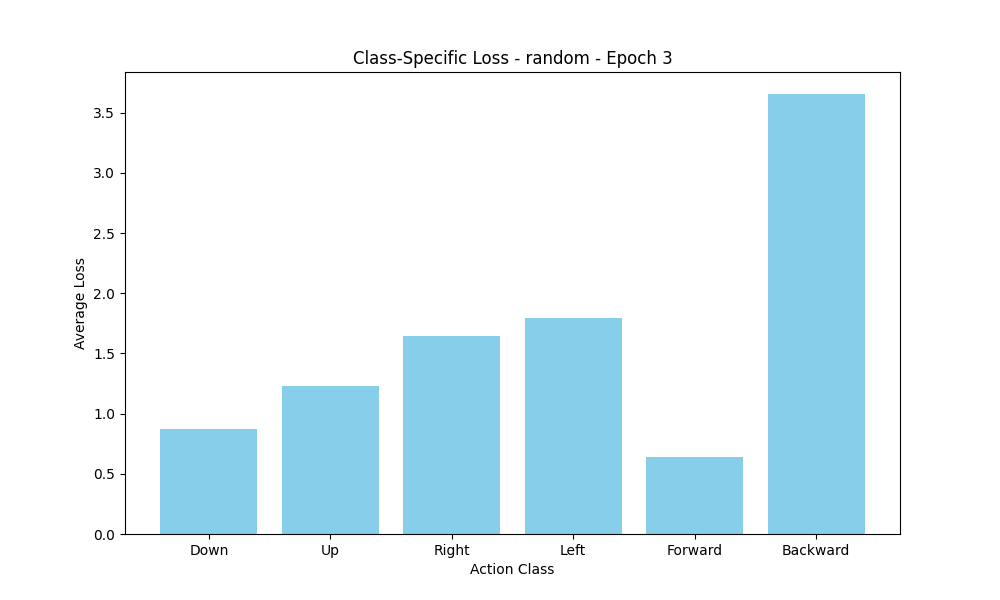 Class-Specific Loss - random - Epoch 3
Average Loss
3.5
3.0
2.5
2.0
1.5
1.0
0.5
0.0
Down Up Right Left Forward Backward
Action Class